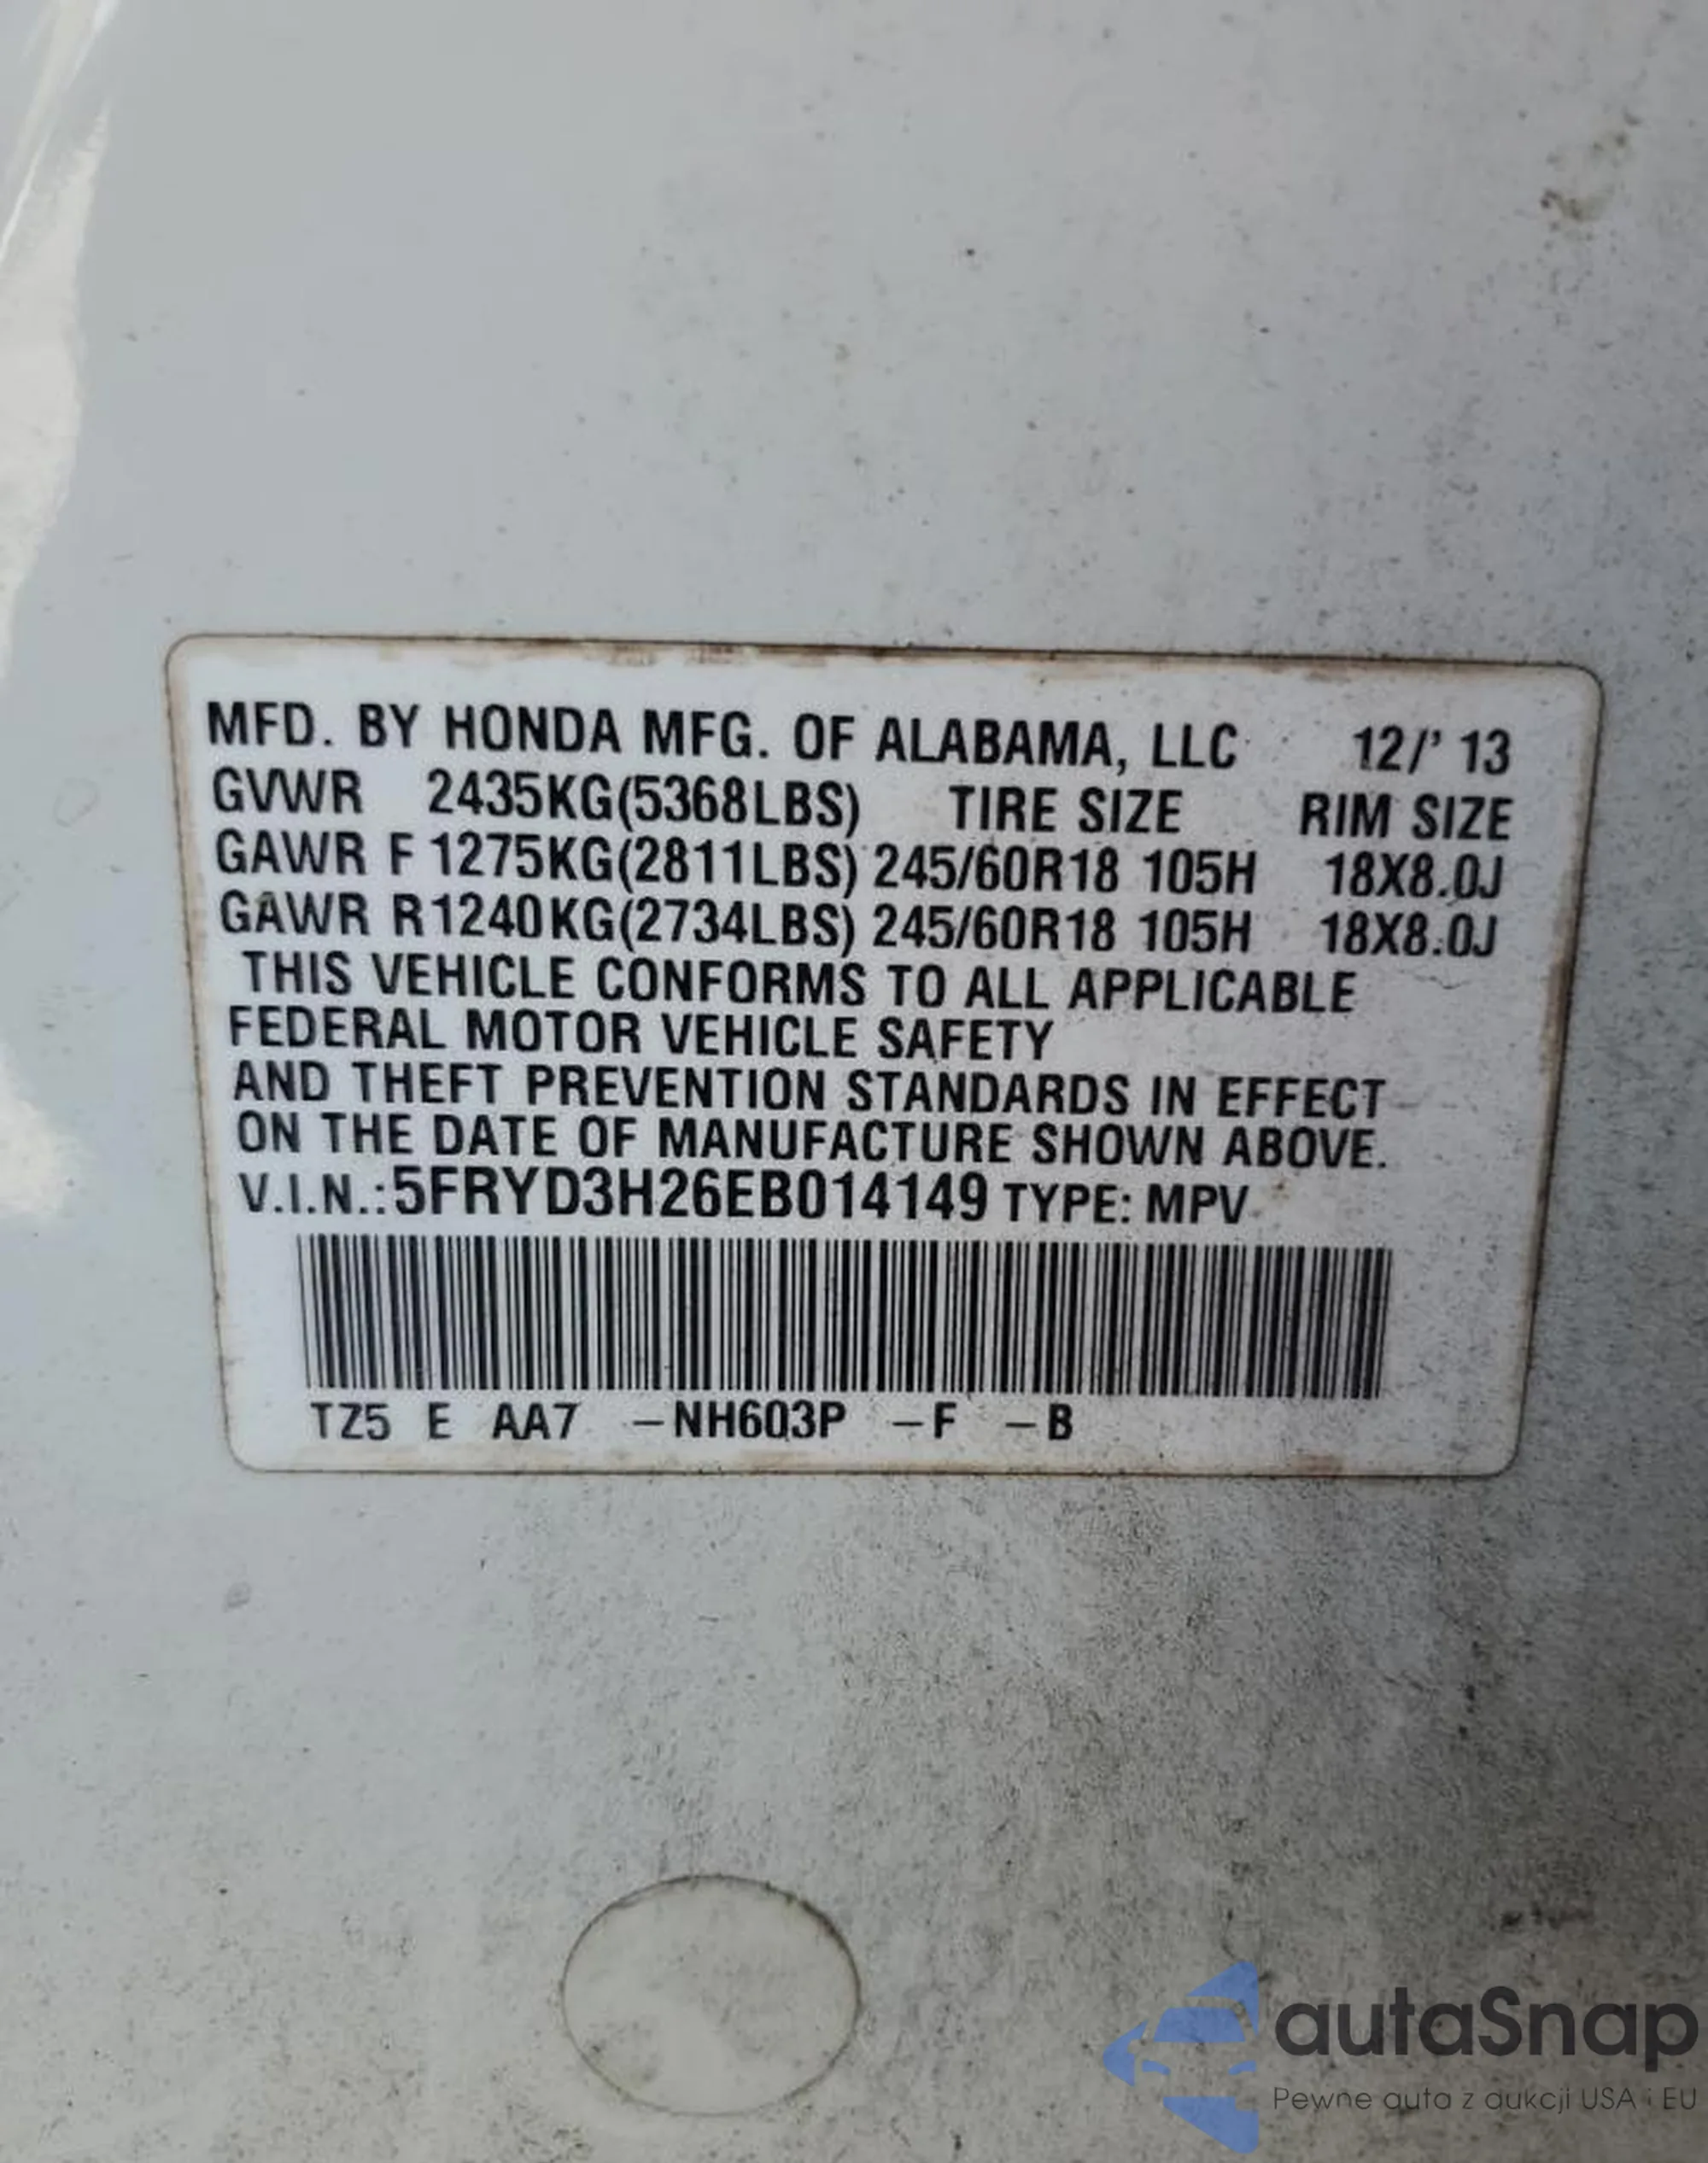 MFD. BY HONDA MFG. OF ALABAMA, LLC 12/' 13
GVWR 2435KG(5368LBS) TIRE SIZE RIM SIZE
GAWR F 1275KG(2811LBS) 245/60R18 105H 18X8.0J
GAWR R 1240KG(2734LBS) 245/60R18 105H 18X8.0J
THIS VEHICLE CONFORMS TO ALL APPLICABLE
FEDERAL MOTOR VEHICLE SAFETY
AND THEFT PREVENTION STANDARDS IN EFFECT
ON THE DATE OF MANUFACTURE SHOWN ABOVE.
V.I.N.:5FRYD3H26EB014149 TYPE: MPV
TZ5 E AA7 -NH603P -F -B
autaSnap
Pewne auta z aukcji USA i EU